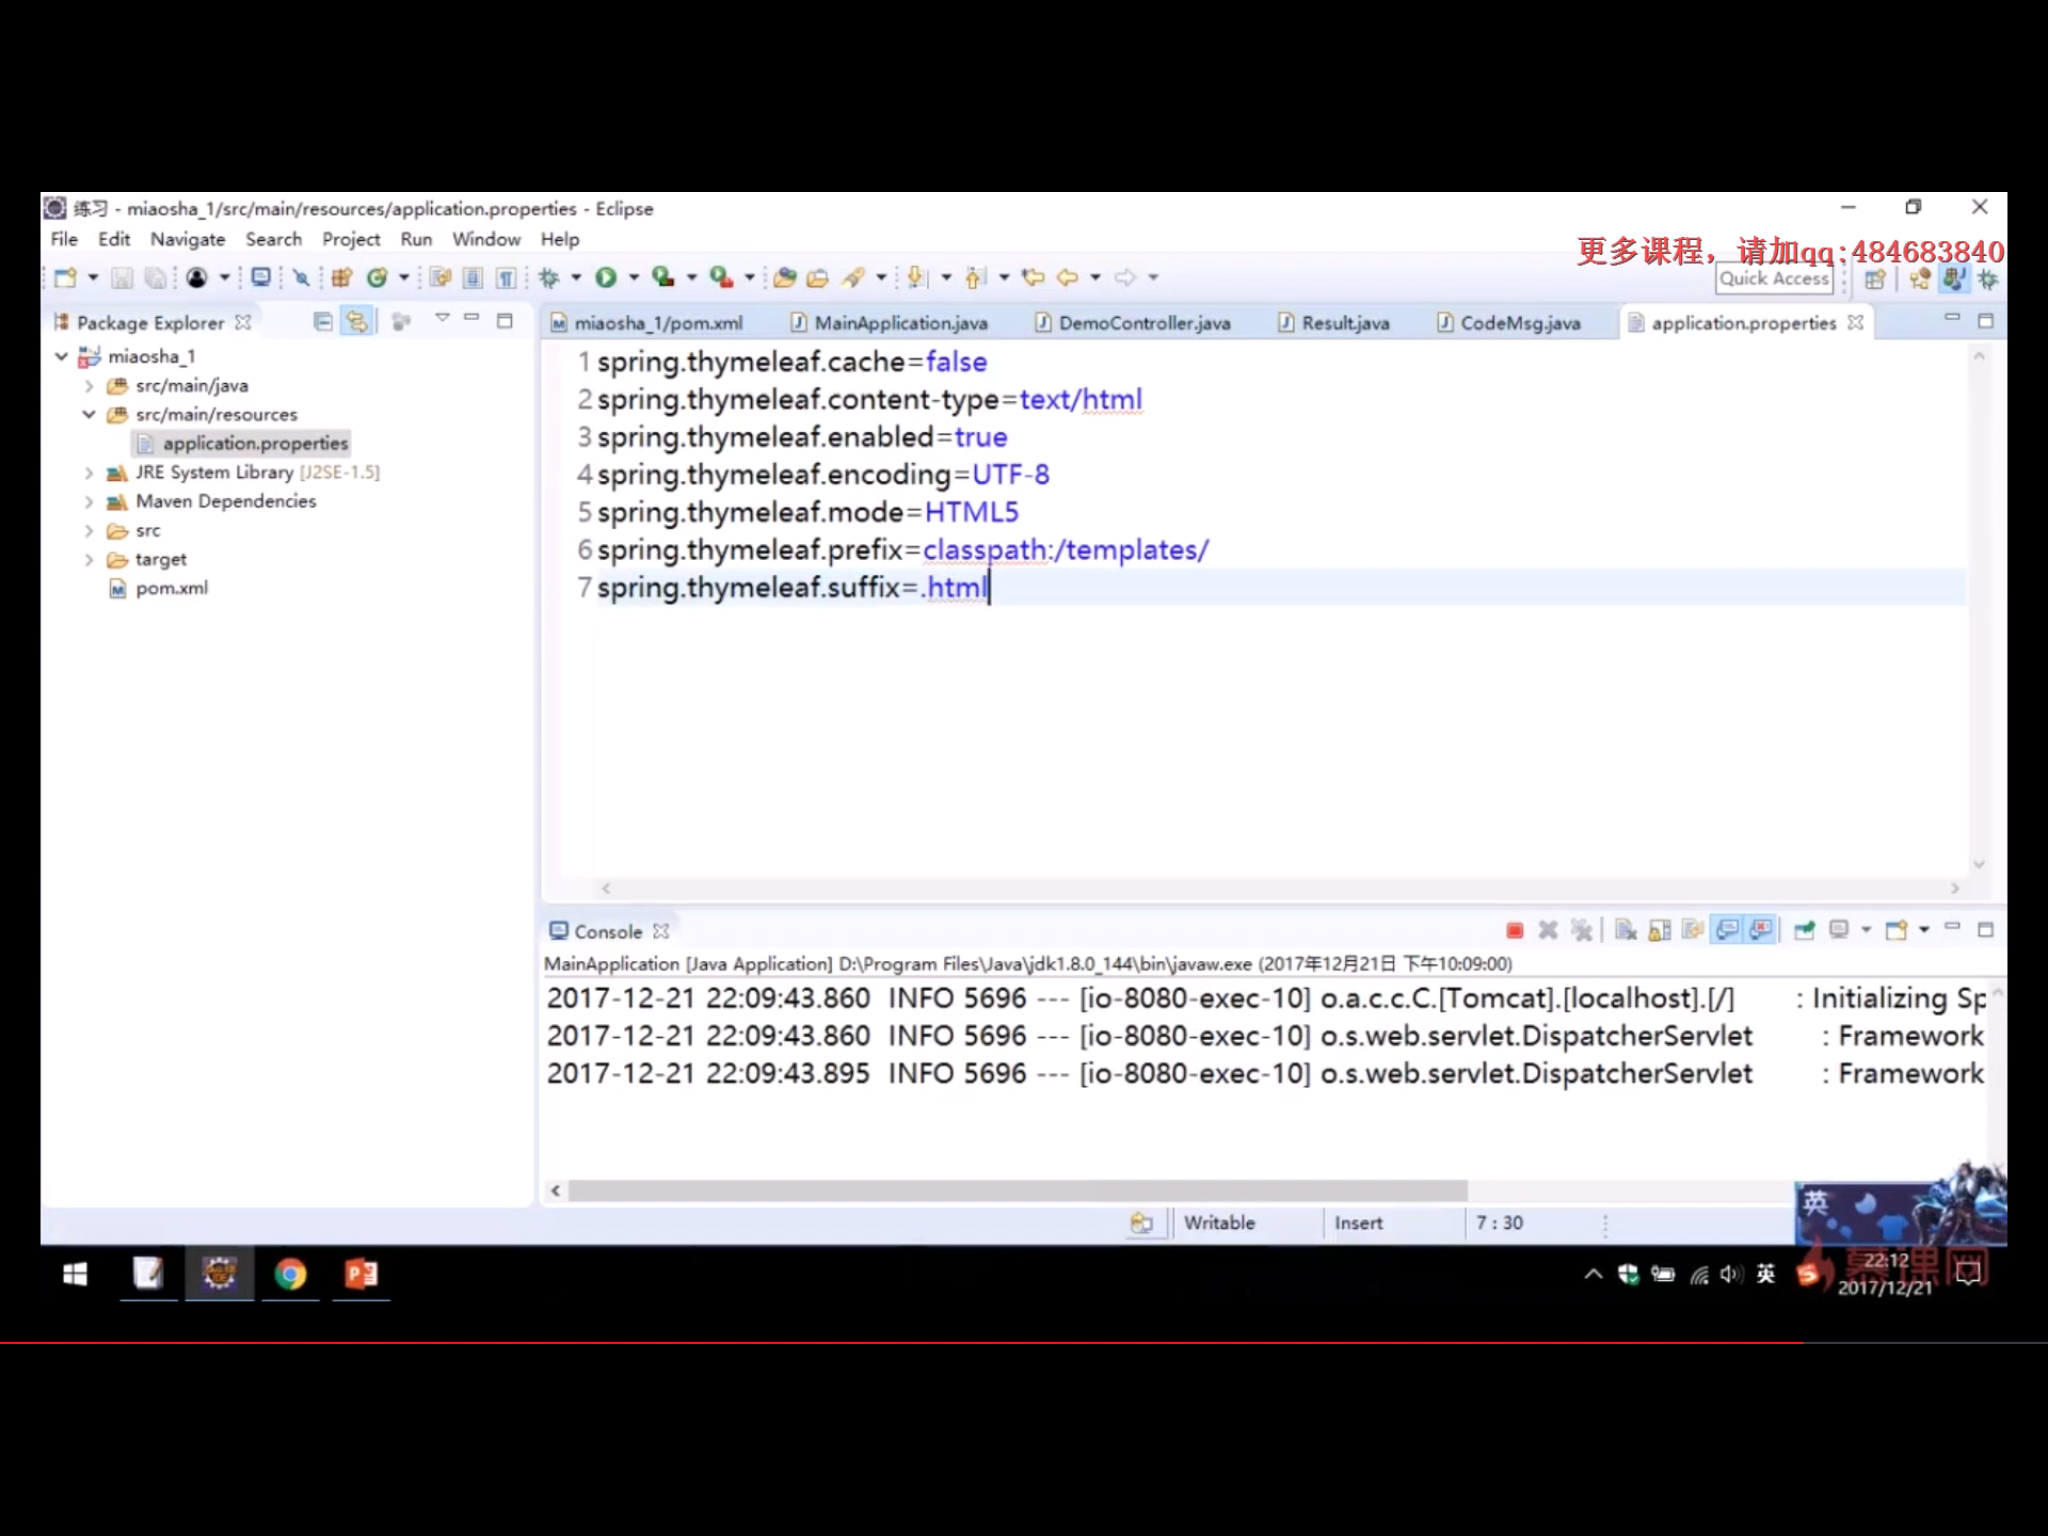 练习 - miaosha_1/src/main/resources/application.properties - Eclipse
File Edit Navigate Search Project Run Window Help
更多课程，请加qq:484683840
Quick Access
Package Explorer
miaosha_1
src/main/java
src/main/resources
application.properties
JRE System Library [J2SE-1.5]
Maven Dependencies
src
target
pom.xml
miaosha_1/pom.xml MainApplication.java DemoController.java Result.java CodeMsg.java application.properties
1 spring.thymeleaf.cache=false
2 spring.thymeleaf.content-type=text/html
3 spring.thymeleaf.enabled=true
4 spring.thymeleaf.encoding=UTF-8
5 spring.thymeleaf.mode=HTML5
6 spring.thymeleaf.prefix=classpath:/templates/
7 spring.thymeleaf.suffix=.html
Console
MainApplication [Java Application] D:\Program Files\Java\jdk1.8.0_144\bin\javaw.exe (2017年12月21日 下午10:09:00)
2017-12-21 22:09:43.860 INFO 5696 --- [io-8080-exec-10] o.a.c.c.C.[Tomcat].[localhost].[/] : Initializing Sp
2017-12-21 22:09:43.860 INFO 5696 --- [io-8080-exec-10] o.s.web.servlet.DispatcherServlet : Framework
2017-12-21 22:09:43.895 INFO 5696 --- [io-8080-exec-10] o.s.web.servlet.DispatcherServlet : Framework
Writable Insert 7 : 30
英
英
慕课网
22:12
2017/12/21